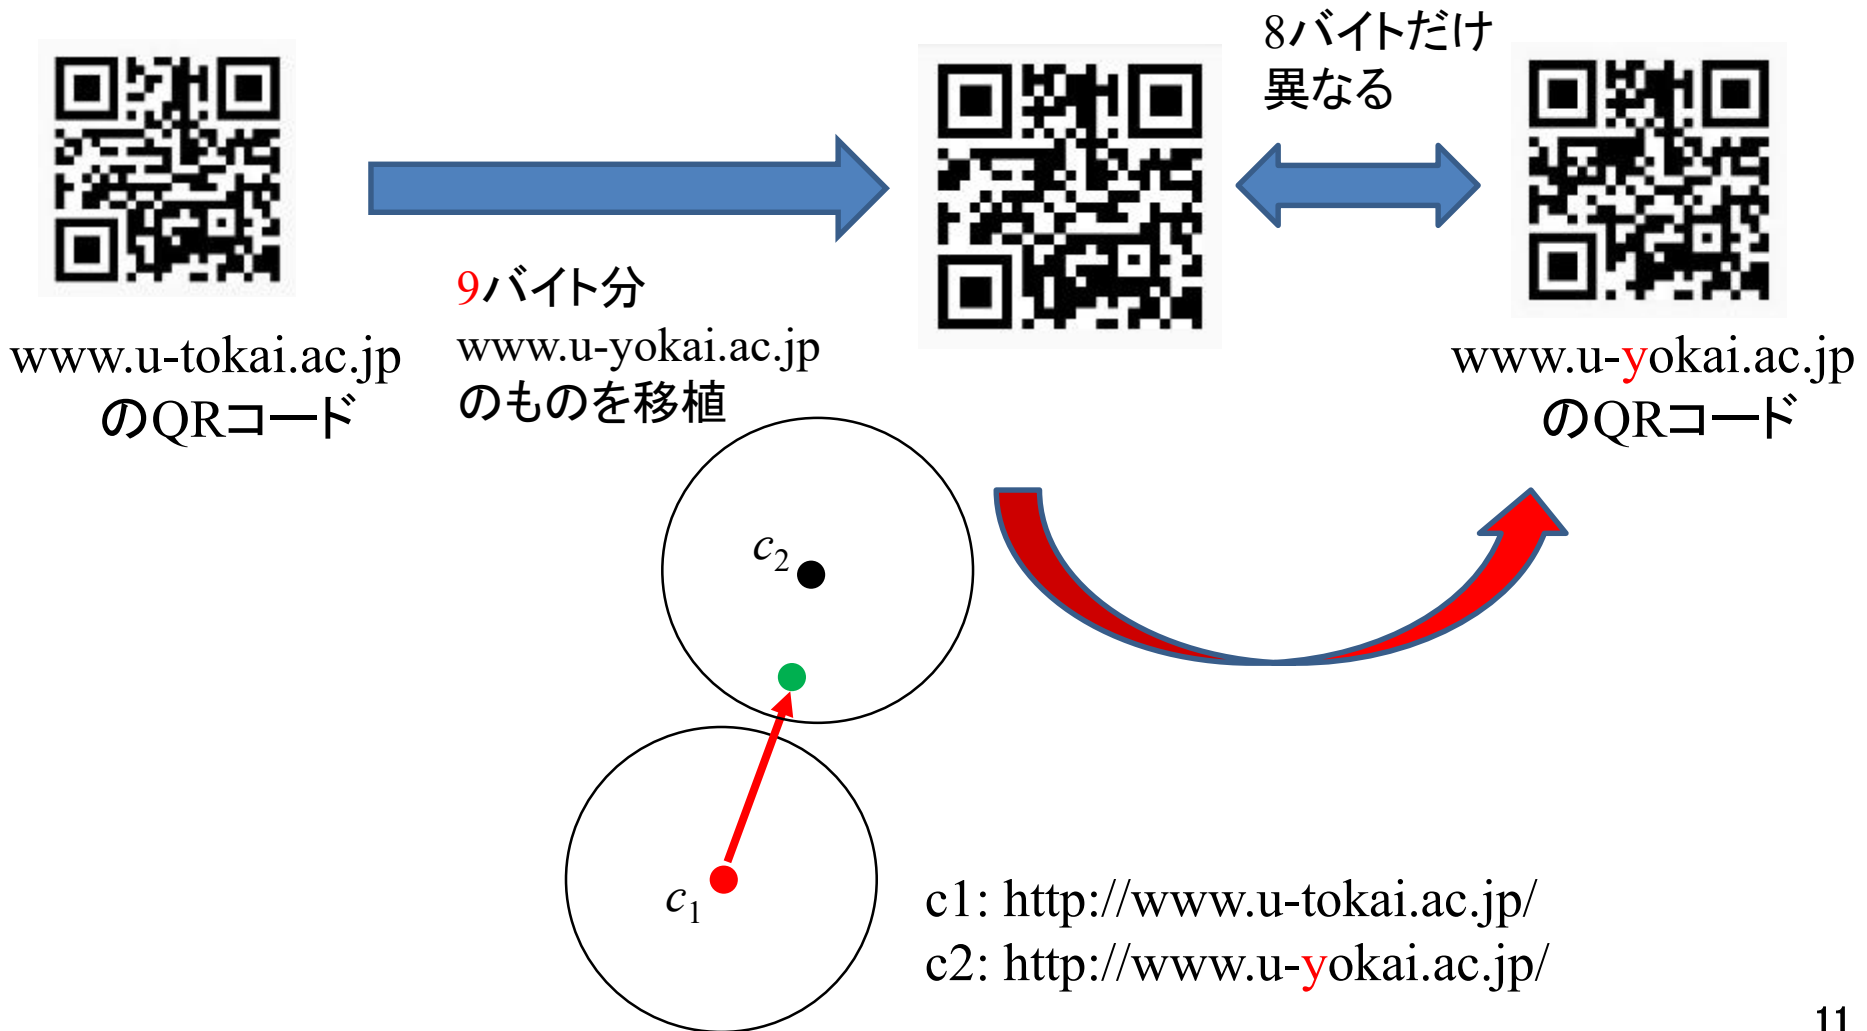 8バイトだけ
異なる
9バイト分
www.u-yokai.ac.jp
のものを移植
www.u-tokai.ac.jp
のQRコード
www.u-yokai.ac.jp
のQRコード
c2
c1
c1: http://www.u-tokai.ac.jp/
c2: http://www.u-yokai.ac.jp/
11